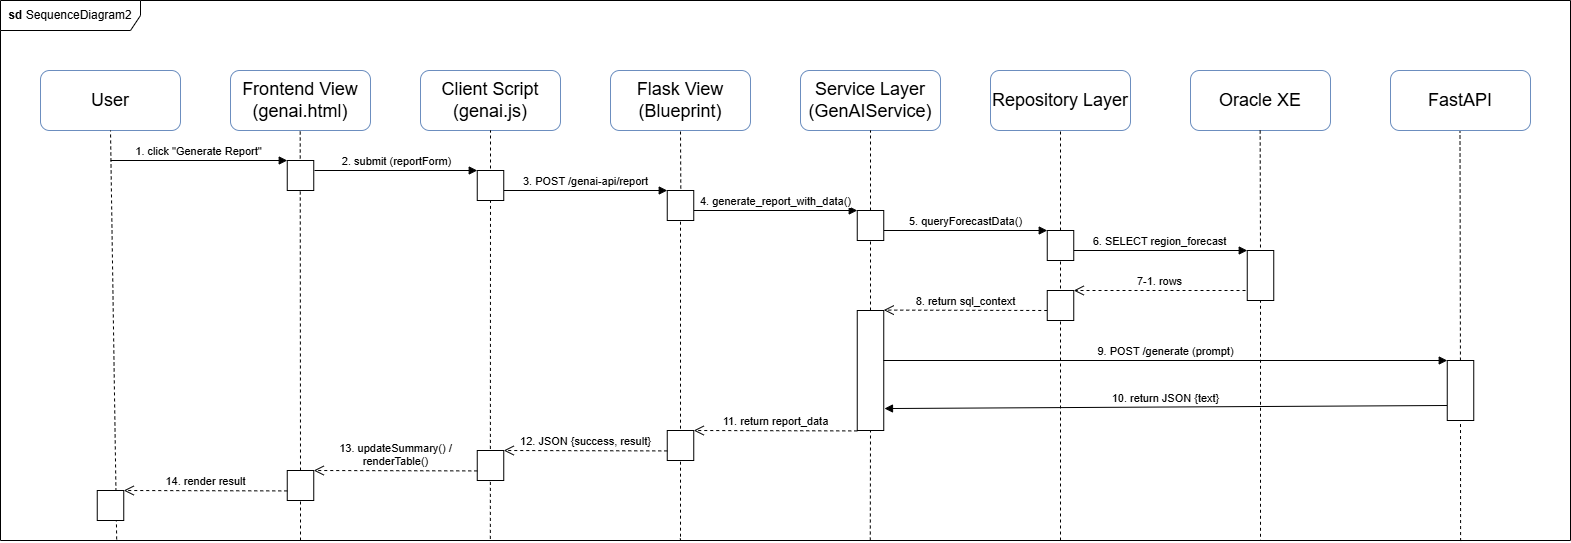 sd SequenceDiagram2
User
Frontend View
(genai.html)
Client Script
(genai.js)
Flask View
(Blueprint)
Service Layer
(GenAIService)
Repository Layer
Oracle XE
FastAPI
1. click "Generate Report"
2. submit (reportForm)
3. POST /genai-api/report
4. generate_report_with_data()
5. queryForecastData()
6. SELECT region_forecast
7-1. rows
8. return sql_context
9. POST /generate (prompt)
10. return JSON {text}
11. return report_data
12. JSON {success, result}
13. updateSummary() /
renderTable()
14. render result